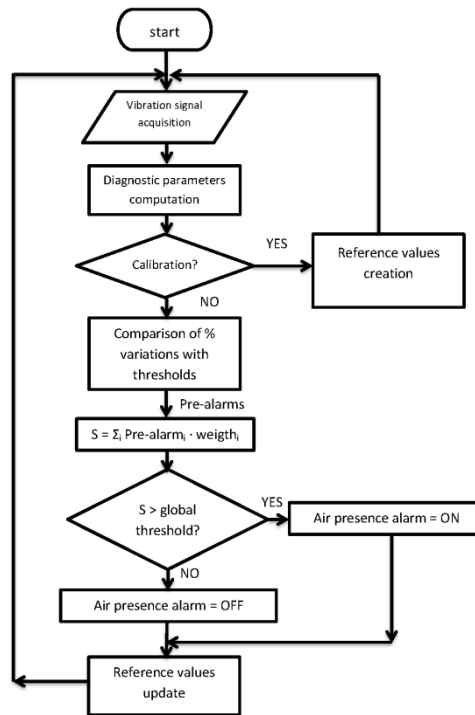 start
Vibration signal
acquisition
Diagnostic parameters
computation
Calibration?
YES
Reference values
creation
NO
Comparison of %
variations with
thresholds
Pre-alarms
S = Σᵢ Pre-alarmᵢ · weigthᵢ
S > global
threshold?
YES
Air presence alarm = ON
NO
Air presence alarm = OFF
Reference values
update